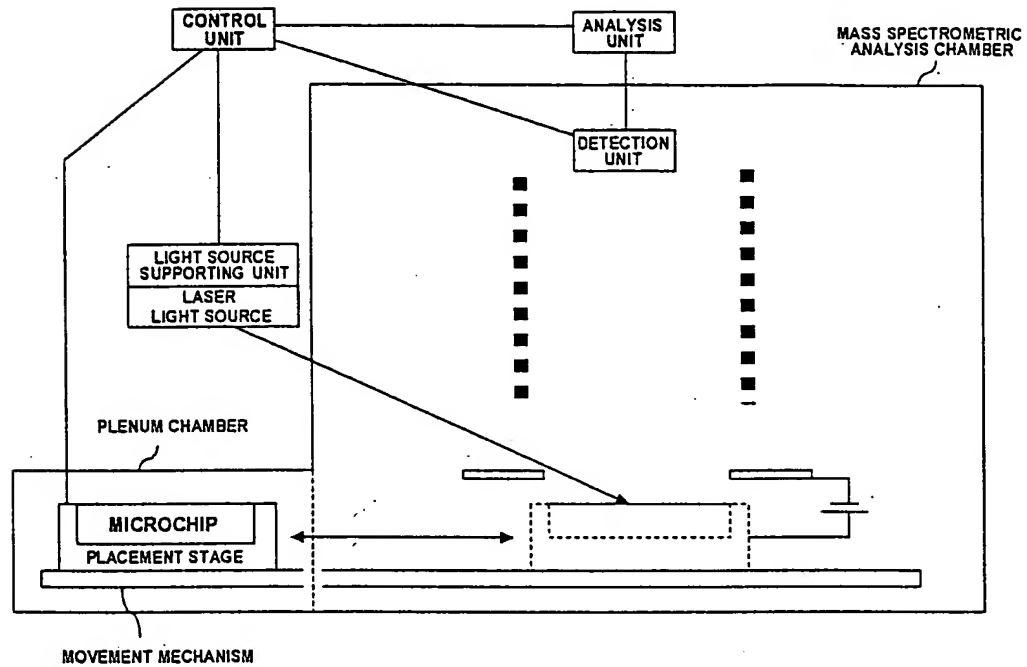 CONTROL
UNIT
ANALYSIS
UNIT
MASS SPECTROMETRIC
ANALYSIS CHAMBER
DETECTION
UNIT
LIGHT SOURCE
SUPPORTING UNIT
LASER
LIGHT SOURCE
PLENUM CHAMBER
MICROCHIP
PLACEMENT STAGE
MOVEMENT MECHANISM